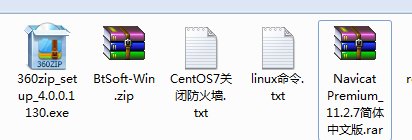 360ZIP
360zip_set
up_4.0.0.1
130.exe
BtSoft-Win
.zip
CentOS7关
闭防火墙.
txt
linux命令.
txt
Navicat
Premium_
11.2.7简体
中文版.rar